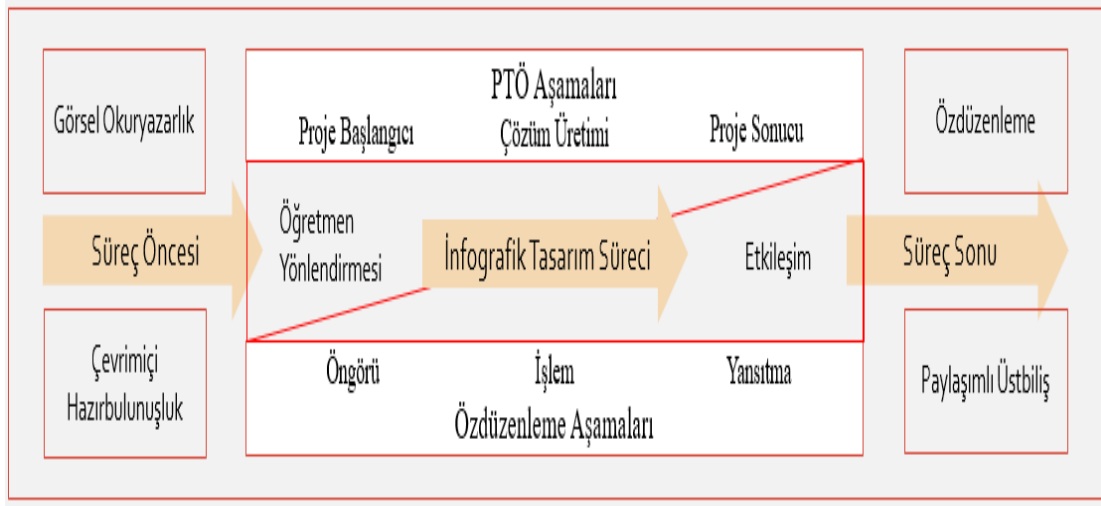 Görsel Okuryazarlık
Süreç Öncesi
Çevrimiçi
Hazırbulunuşluk
PTÖ Aşamaları
Proje Başlangıcı
Çözüm Üretimi
Proje Sonucu
Öğretmen
Yönlendirmesi
İnfografik Tasarım Süreci
Etkileşim
Öngörü
İşlem
Yansıtma
Özdüzenleme Aşamaları
Özdüzenleme
Süreç Sonu
Paylaşımlı Üstbiliş